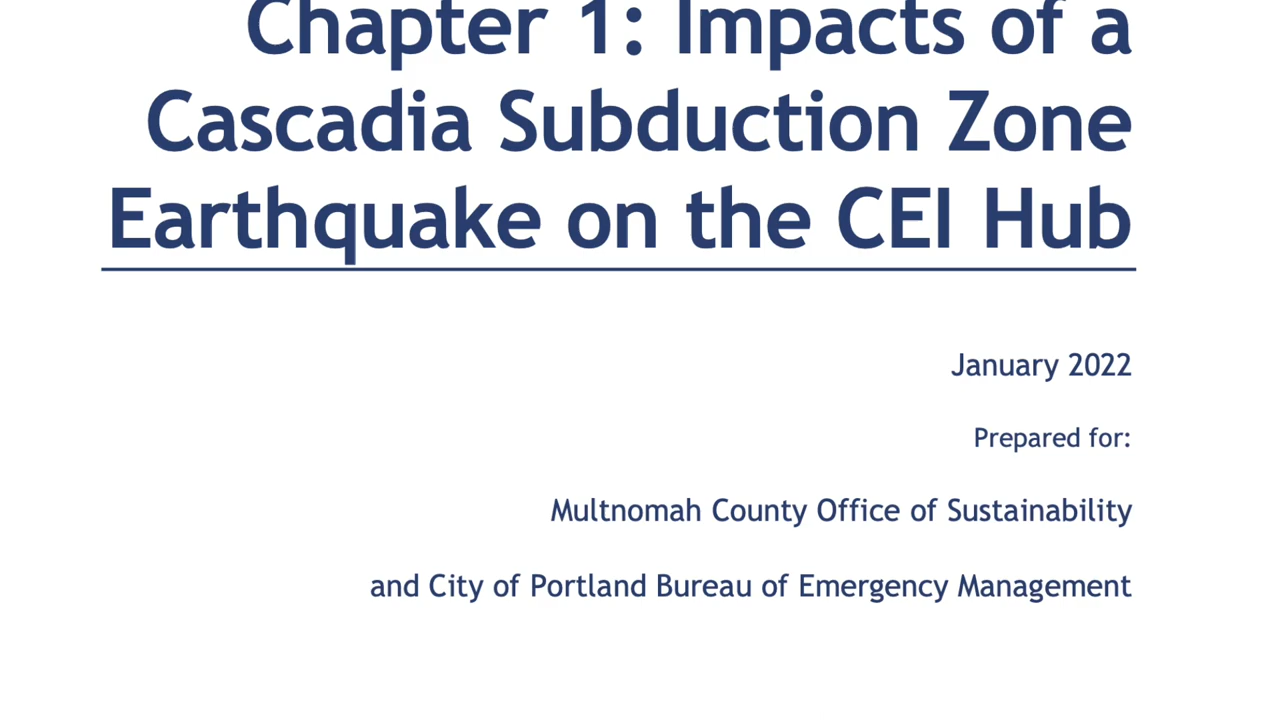 Chapter 1: Impacts of a
Cascadia Subduction Zone
Earthquake on the CEI Hub
January 2022
Prepared for:
Multnomah County Office of Sustainability
and City of Portland Bureau of Emergency Management